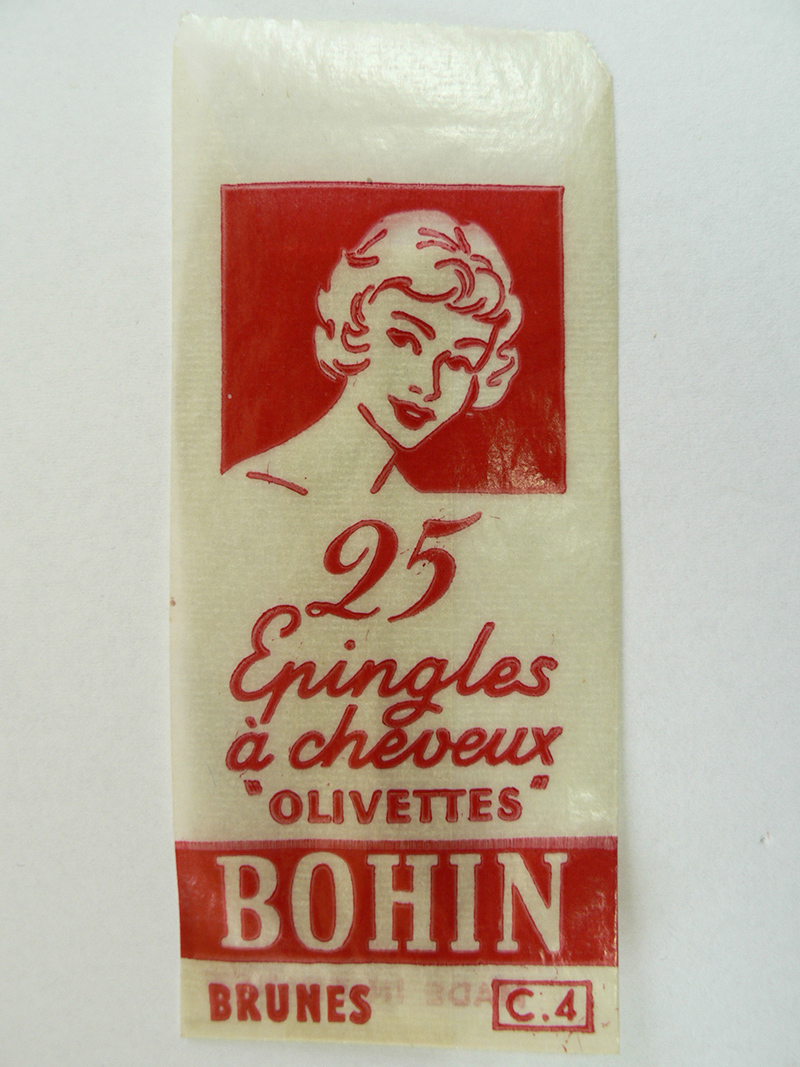 25
Epingles
à cheveux
"OLIVETTES"
BOHIN
BRUNES C.4